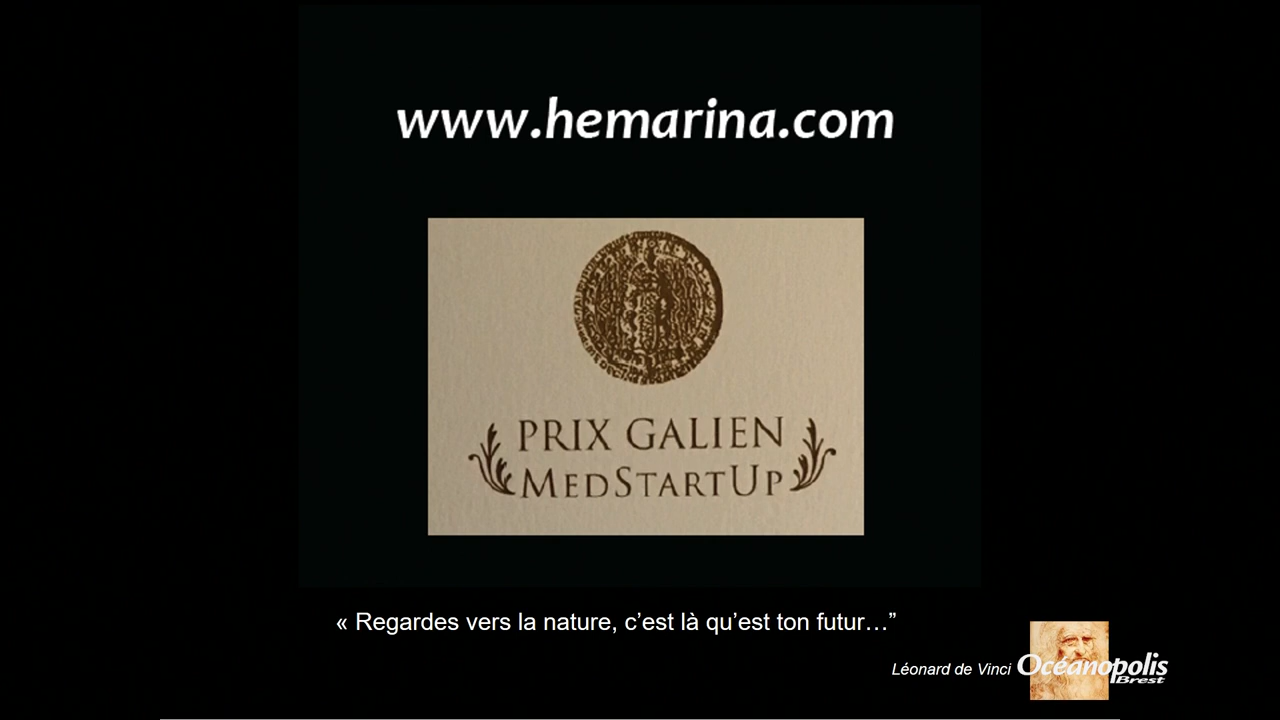 www.hemarina.com
PRIX GALIEN
MEDSTARTUP
« Regardes vers la nature, c’est là qu’est ton futur…”
Léonard de Vinci
Océanopolis
Brest